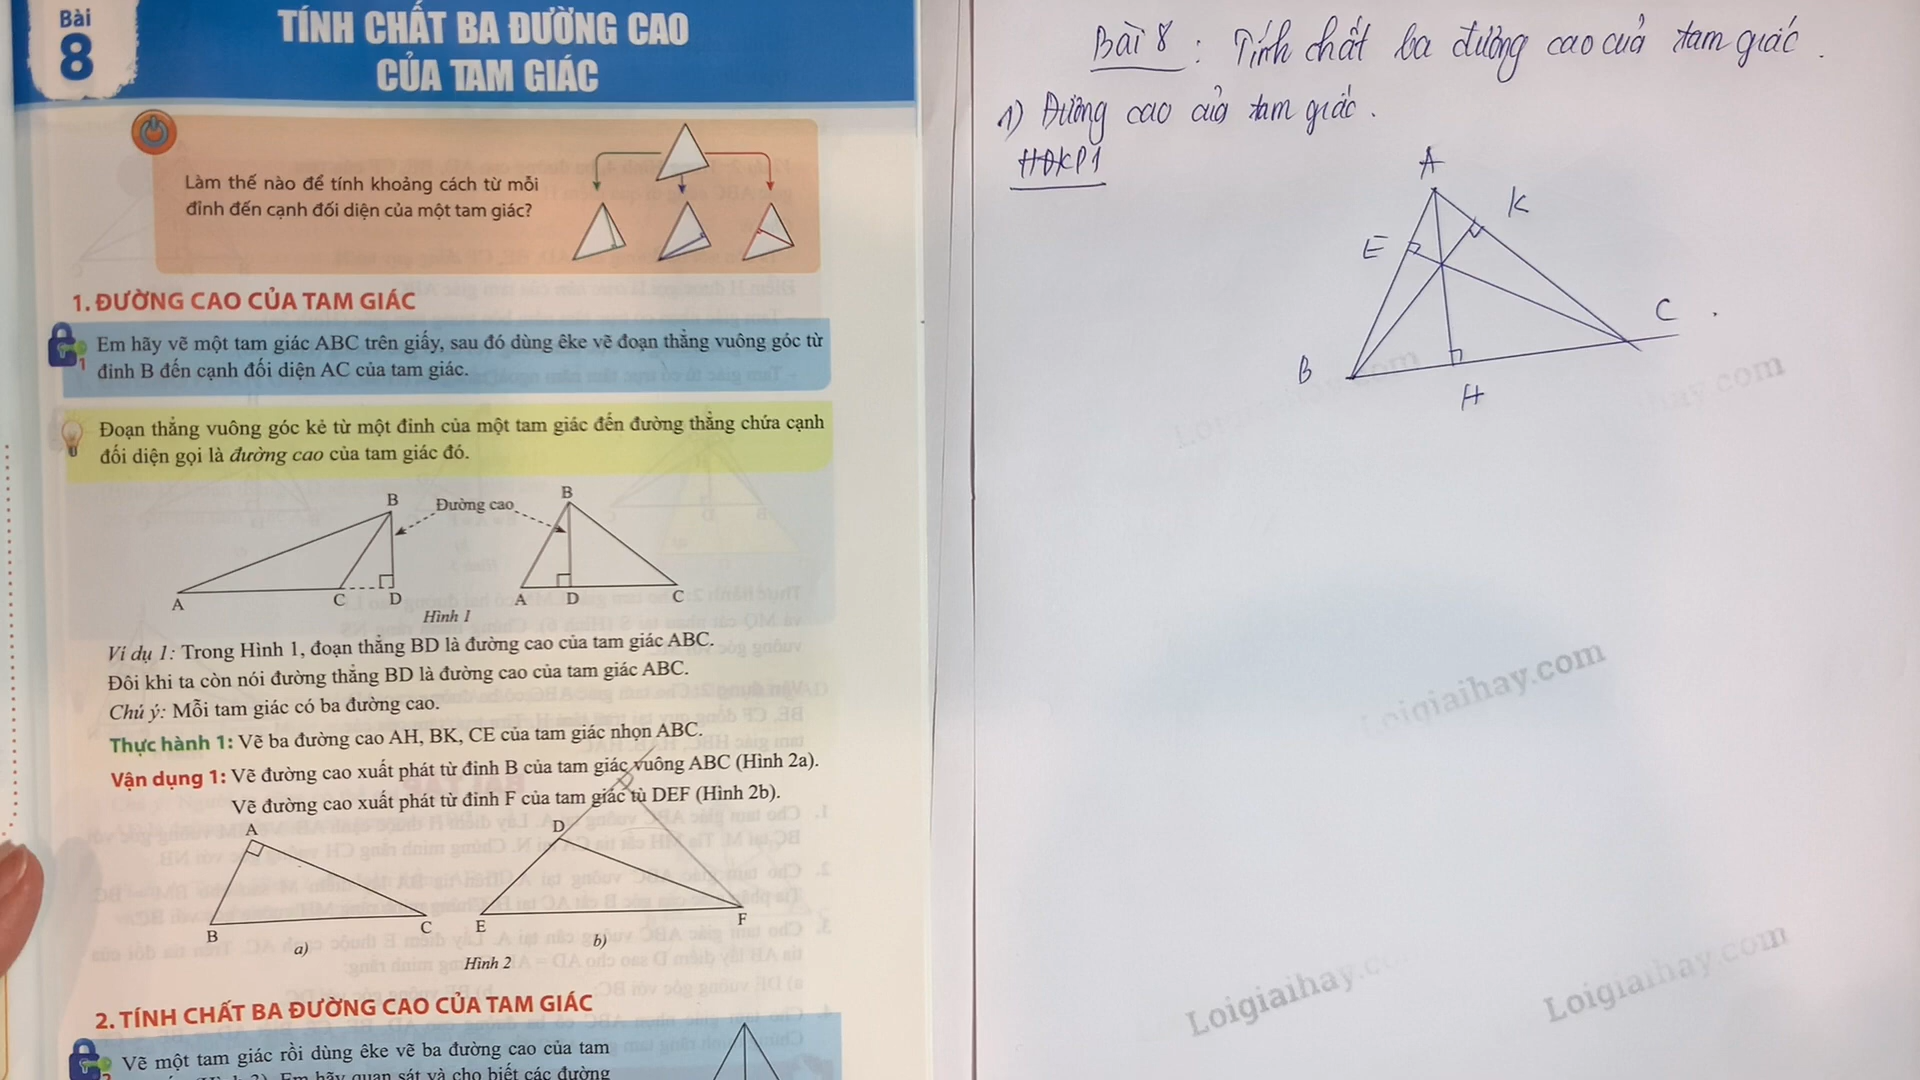 Bài
8
TÍNH CHẤT BA ĐƯỜNG CAO
CỦA TAM GIÁC
Làm thế nào để tính khoảng cách từ mỗi
đỉnh đến cạnh đối diện của một tam giác?
1. ĐƯỜNG CAO CỦA TAM GIÁC
1
Em hãy vẽ một tam giác ABC trên giấy, sau đó dùng êke vẽ đoạn thẳng vuông góc từ
đỉnh B đến cạnh đối diện AC của tam giác.
Đoạn thẳng vuông góc kẻ từ một đỉnh của một tam giác đến đường thẳng chứa cạnh
đối diện gọi là đường cao của tam giác đó.
B Đường cao B
A C D A D C
Hình 1
Ví dụ 1: Trong Hình 1, đoạn thẳng BD là đường cao của tam giác ABC.
Đôi khi ta còn nói đường thẳng BD là đường cao của tam giác ABC.
Chú ý: Mỗi tam giác có ba đường cao.
Thực hành 1: Vẽ ba đường cao AH, BK, CE của tam giác nhọn ABC.
Vận dụng 1: Vẽ đường cao xuất phát từ đỉnh B của tam giác vuông ABC (Hình 2a).
Vẽ đường cao xuất phát từ đỉnh F của tam giác tù DEF (Hình 2b).
A D
B C E F
a) b)
Hình 2
2. TÍNH CHẤT BA ĐƯỜNG CAO CỦA TAM GIÁC
Vẽ một tam giác rồi dùng êke vẽ ba đường cao của tam
Em hãy quan sát và cho biết các đường
Bài 8 : Tính chất ba đường cao của tam giác.
1) Đường cao của tam giác.
HĐKP1
A
K
E
C
B
H
Loigiaihay.com
Loigiaihay.com
Loigiaihay.com